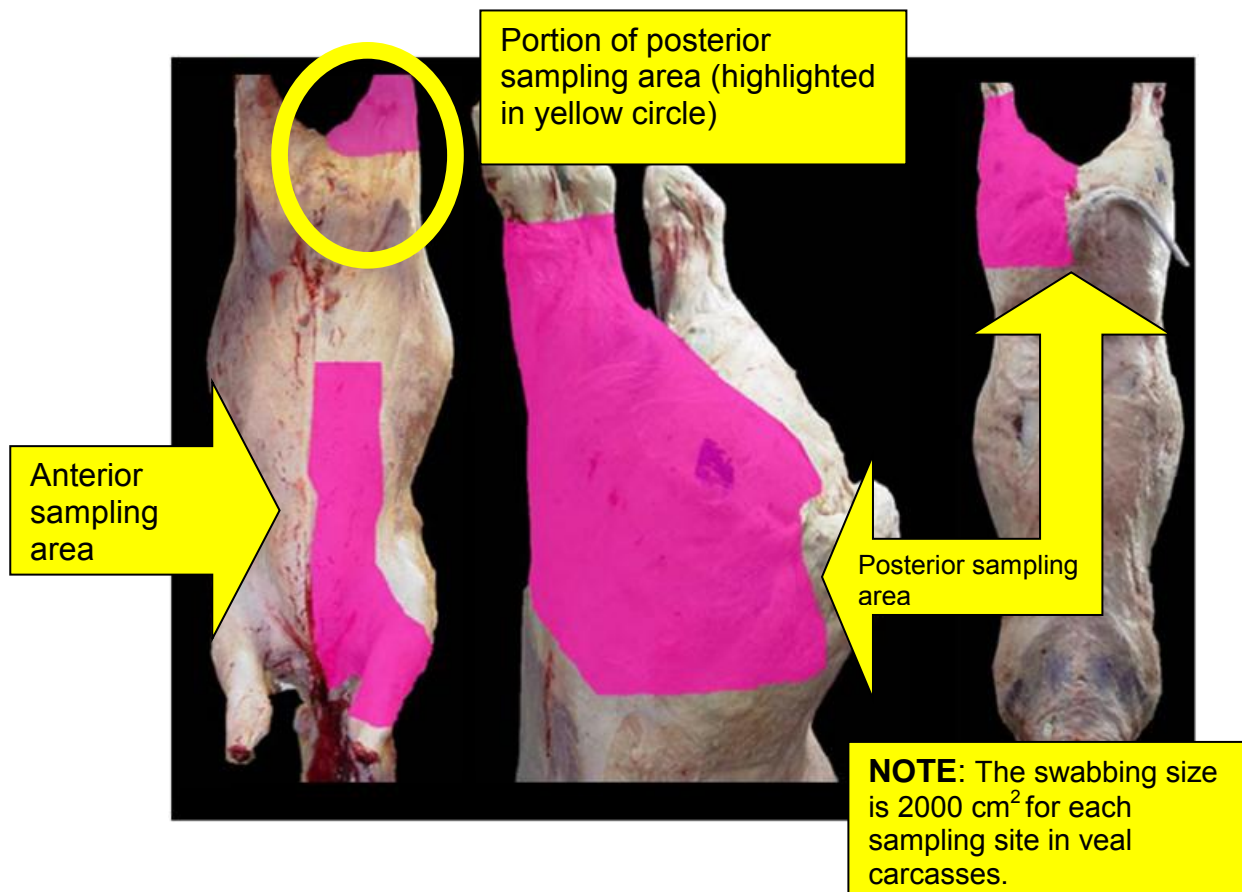 Portion of posterior
sampling area (highlighted
in yellow circle)
Anterior
sampling
area
Posterior sampling
area
NOTE: The swabbing size
is 2000 cm² for each
sampling site in veal
carcasses.